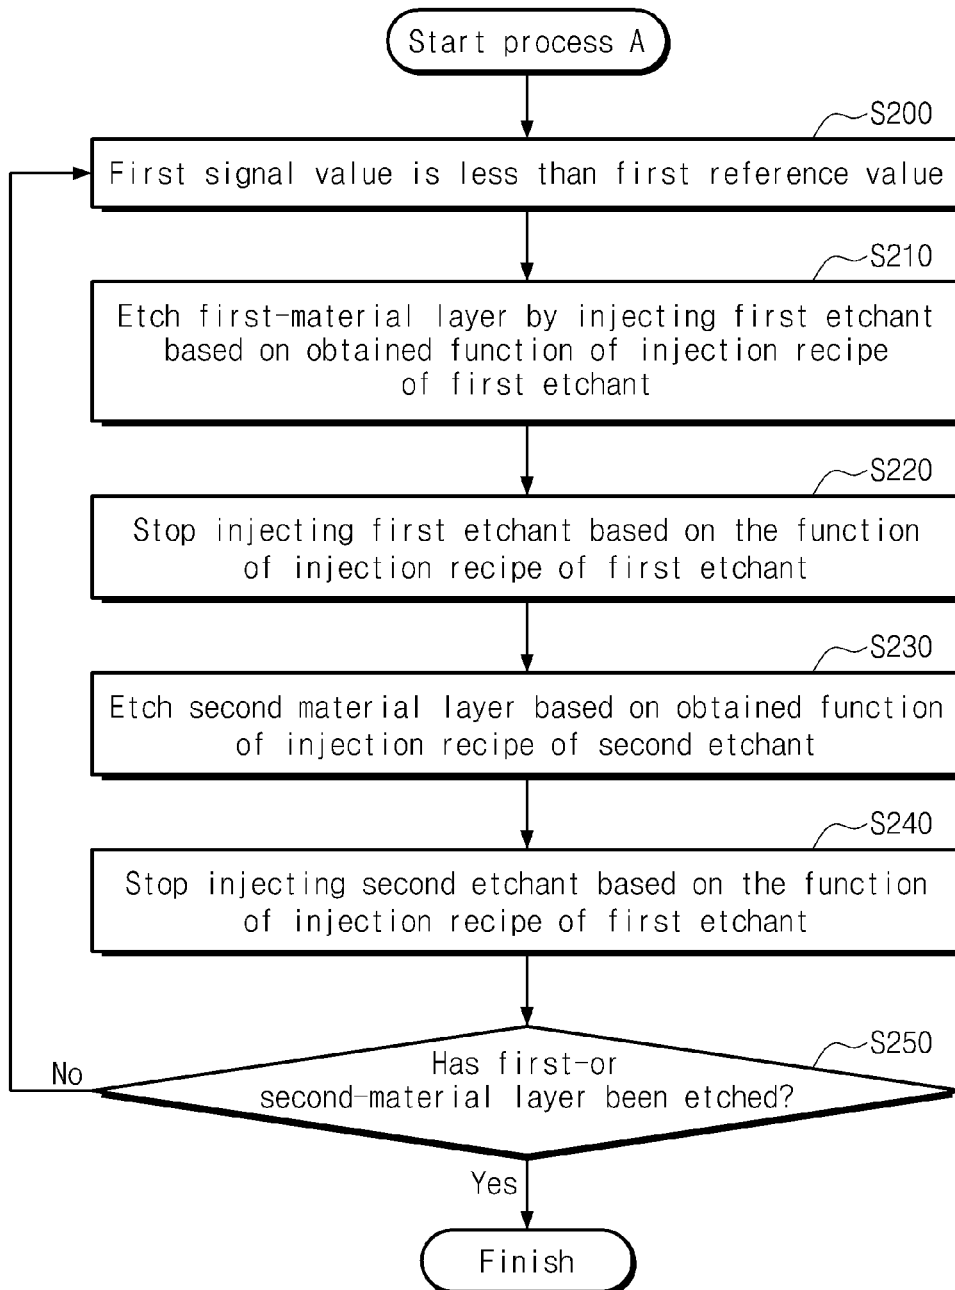 Start process A
S200
First signal value is less than first reference value
S210
Etch first-material layer by injecting first etchant
based on obtained function of injection recipe
of first etchant
S220
Stop injecting first etchant based on the function
of injection recipe of first etchant
S230
Etch second material layer based on obtained function
of injection recipe of second etchant
S240
Stop injecting second etchant based on the function
of injection recipe of first etchant
S250
Has first-or
second-material layer been etched?
No
Yes
Finish